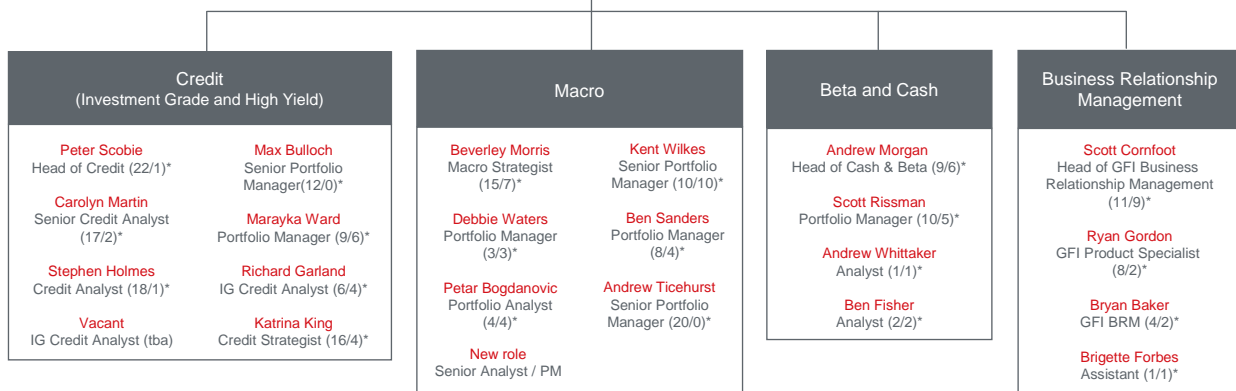 Credit
(Investment Grade and High Yield)
Peter Scobie
Head of Credit (22/1)*
Carolyn Martin
Senior Credit Analyst
(17/2)*
Stephen Holmes
Credit Analyst (18/1)*
Vacant
IG Credit Analyst (tba)
Max Bulloch
Senior Portfolio
Manager(12/0)*
Marayka Ward
Portfolio Manager (9/6)*
Richard Garland
IG Credit Analyst (6/4)*
Katrina King
Credit Strategist (16/4)*
Macro
Beverley Morris
Macro Strategist
(15/7)*
Debbie Waters
Portfolio Manager
(3/3)*
Petar Bogdanovic
Portfolio Analyst
(4/4)*
New role
Senior Analyst / PM
Kent Wilkes
Senior Portfolio
Manager (10/10)*
Ben Sanders
Portfolio Manager
(8/4)*
Andrew Ticehurst
Senior Portfolio
Manager (20/0)*
Beta and Cash
Andrew Morgan
Head of Cash & Beta (9/6)*
Scott Rissman
Portfolio Manager (10/5)*
Andrew Whittaker
Analyst (1/1)*
Ben Fisher
Analyst (2/2)*
Business Relationship
Management
Scott Cornfoot
Head of GFI Business
Relationship Management
(11/9)*
Ryan Gordon
GFI Product Specialist
(8/2)*
Bryan Baker
GFI BRM (4/2)*
Brigette Forbes
Assistant (1/1)*